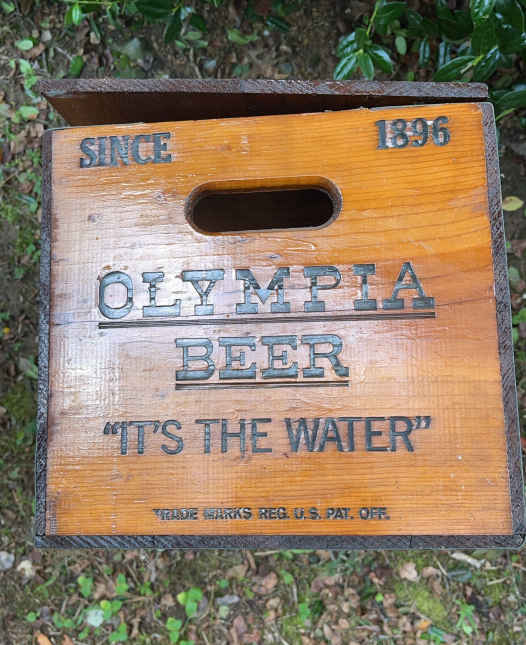 SINCE 1896
OLYMPIA
BEER
"IT'S THE WATER"
TRADE MARKS REG. U.S. PAT. OFF.